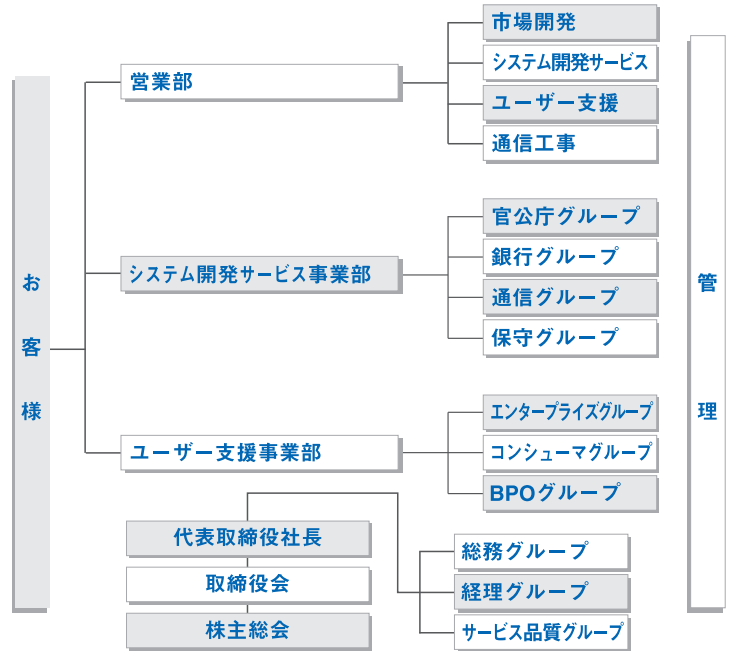 お客様
営業部
市場開発
システム開発サービス
ユーザー支援
通信工事
システム開発サービス事業部
官公庁グループ
銀行グループ
通信グループ
保守グループ
ユーザー支援事業部
エンタープライズグループ
コンシューマグループ
BPOグループ
代表取締役社長
取締役会
株主総会
総務グループ
経理グループ
サービス品質グループ
管理